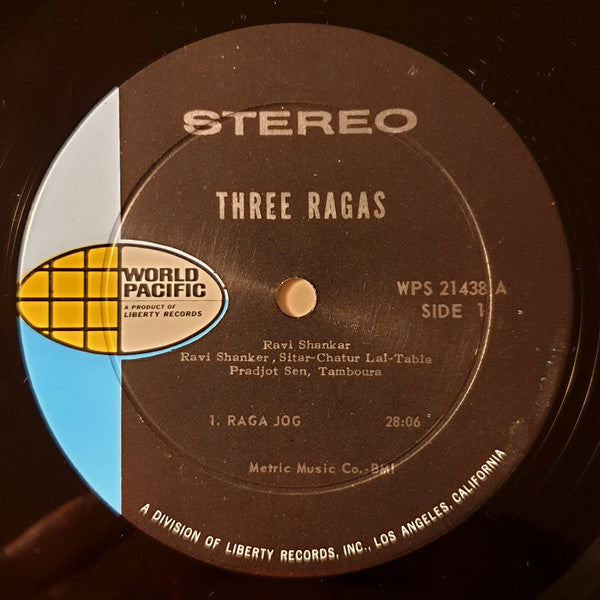 STEREO
THREE RAGAS
WORLD
PACIFIC
A PRODUCT OF
LIBERTY RECORDS
WPS 21438 A
SIDE 1
Ravi Shankar
Ravi Shanker, Sitar-Chatur Lal-Tabla
Pradjot Sen, Tamboura
1. RAGA JOG 28:06
Metric Music Co.-BMI
A DIVISION OF LIBERTY RECORDS, INC., LOS ANGELES, CALIFORNIA